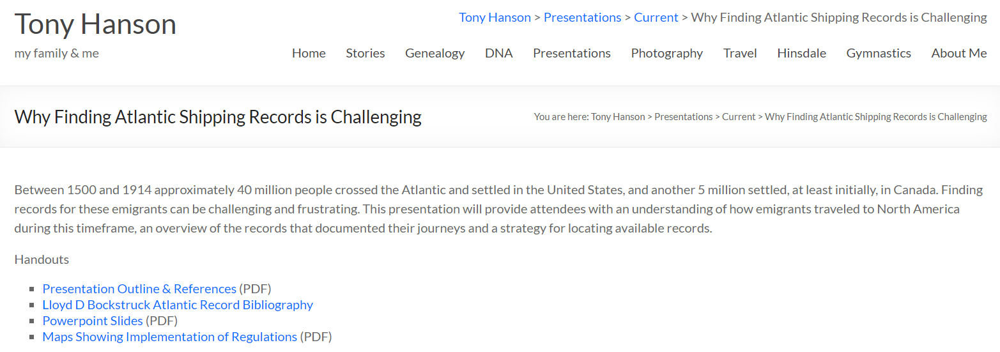 Tony Hanson
Tony Hanson > Presentations > Current > Why Finding Atlantic Shipping Records is Challenging
my family & me
Home Stories Genealogy DNA Presentations Photography Travel Hinsdale Gymnastics About Me
Why Finding Atlantic Shipping Records is Challenging
You are here: Tony Hanson > Presentations > Current > Why Finding Atlantic Shipping Records is Challenging
Between 1500 and 1914 approximately 40 million people crossed the Atlantic and settled in the United States, and another 5 million settled, at least initially, in Canada. Finding
records for these emigrants can be challenging and frustrating. This presentation will provide attendees with an understanding of how emigrants traveled to North America
during this timeframe, an overview of the records that documented their journeys and a strategy for locating available records.
Handouts
Presentation Outline & References (PDF)
Lloyd D Bockstruck Atlantic Record Bibliography
Powerpoint Slides (PDF)
Maps Showing Implementation of Regulations (PDF)